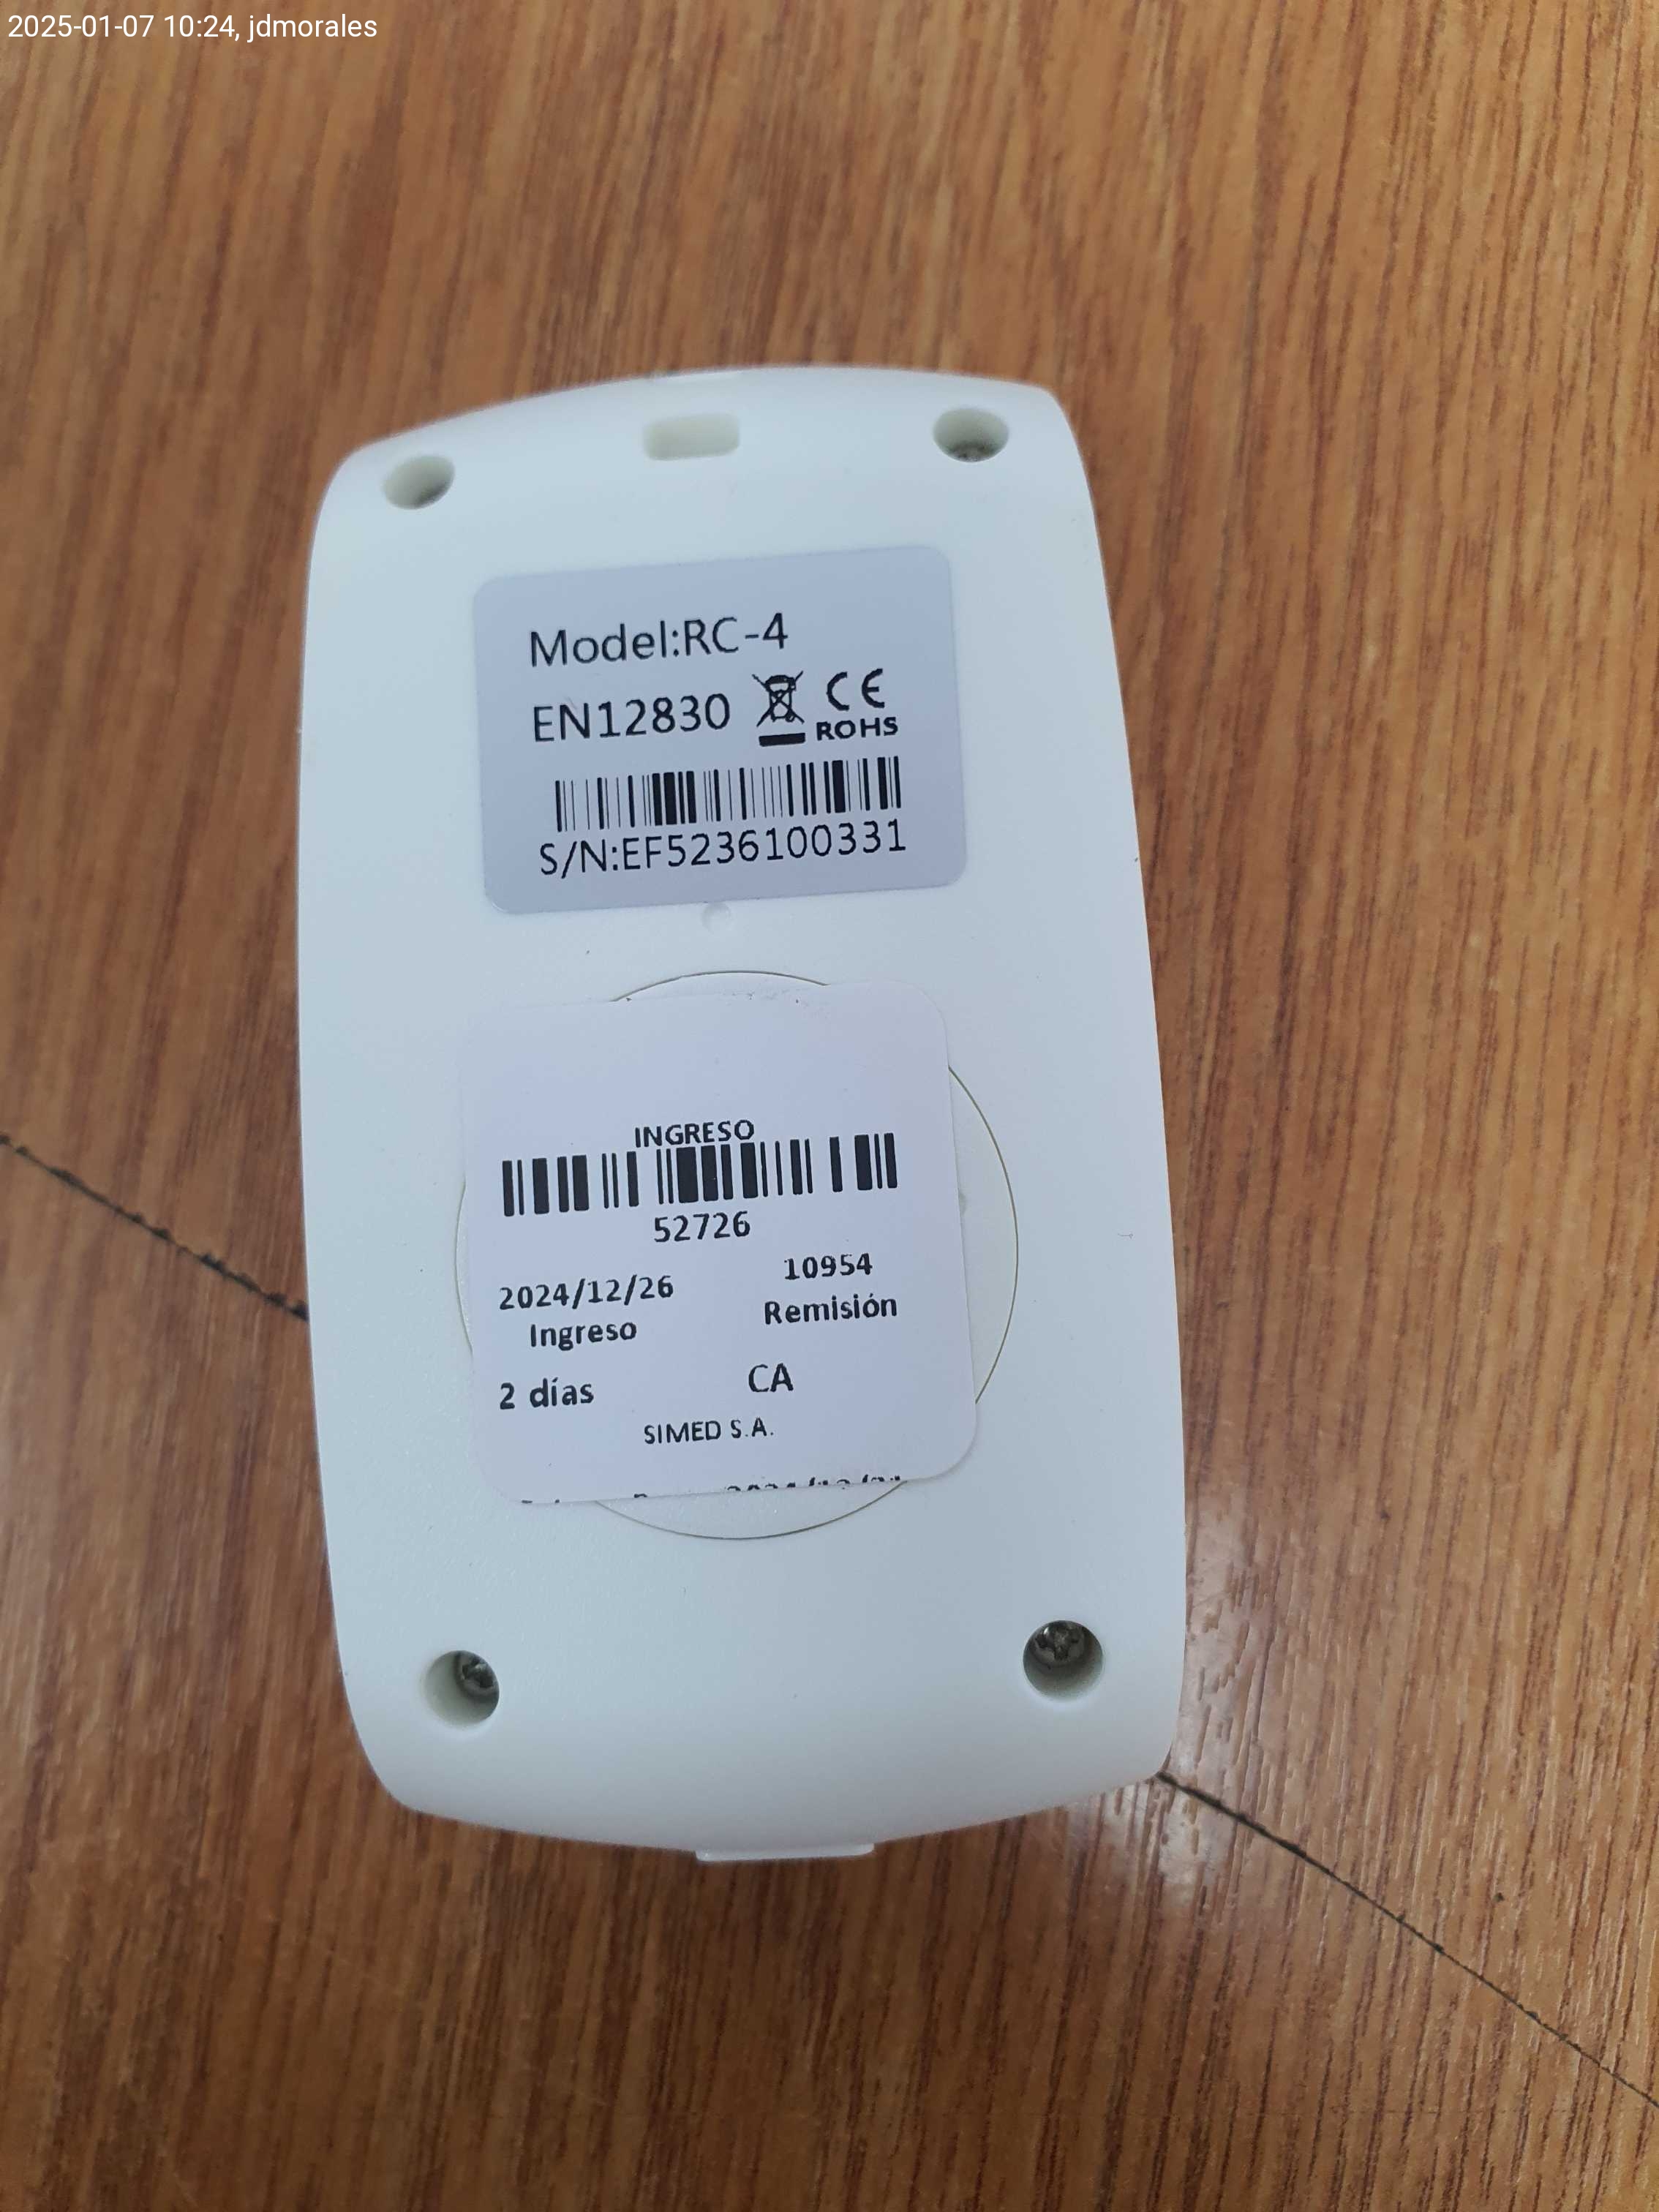 2025-01-07 10:24, jdmorales
Model:RC-4
EN12830 CE
ROHS
S/N:EF5236100331
INGRESO
52726
2024/12/26 10954
Ingreso Remisión
2 días CA
SIMED S.A.